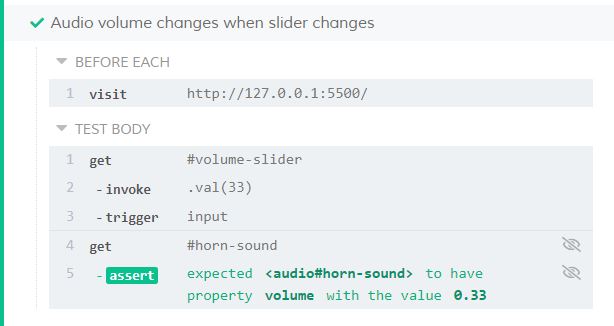 Audio volume changes when slider changes
BEFORE EACH
1 visit http://127.0.0.1:5500/
TEST BODY
1 get #volume-slider
2 - invoke .val(33)
3 - trigger input
4 get #horn-sound
5 - assert expected <audio#horn-sound> to have
property volume with the value 0.33